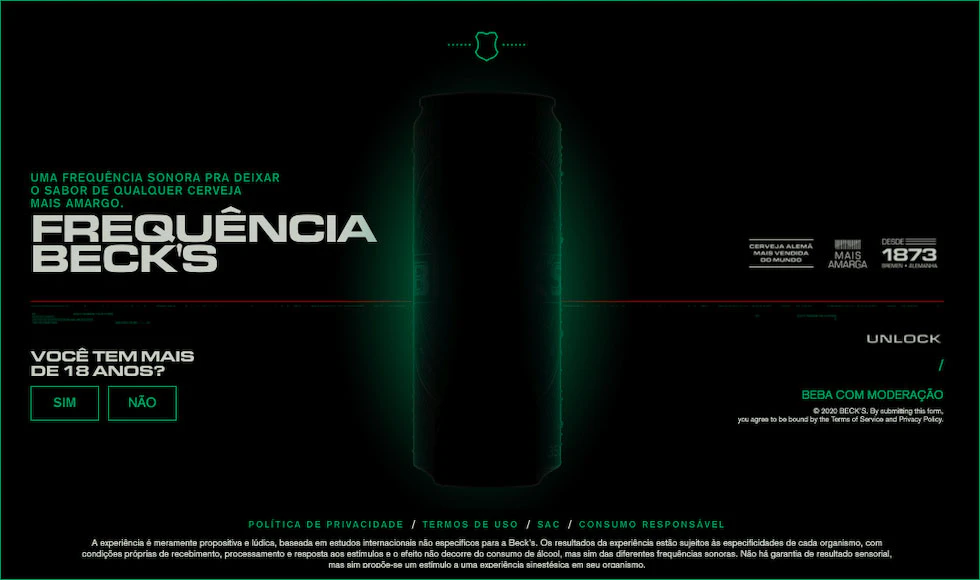 UMA FREQUÊNCIA SONORA PRA DEIXAR
O SABOR DE QUALQUER CERVEJA
MAIS AMARGO.
FREQUÊNCIA
BECK'S
CERVEJA ALEMÃ
MAIS VENDIDA
DO MUNDO
MAIS
AMARGA
DESDE
1873
BREMEN • ALEMANHA
VOCÊ TEM MAIS
DE 18 ANOS?
SIM
NÃO
UNLOCK
/
BEBA COM MODERAÇÃO
© 2020 BECK'S. By submitting this form,
you agree to be bound by the Terms of Service and Privacy Policy.
POLÍTICA DE PRIVACIDADE / TERMOS DE USO / SAC / CONSUMO RESPONSÁVEL
A experiência é meramente propositiva e lúdica, baseada em estudos internacionais não específicos para a Beck's. Os resultados da experiência estão sujeitos às especificidades de cada organismo, com
condições próprias de recebimento, processamento e resposta aos estímulos e o efeito não decorre do consumo de álcool, mas sim das diferentes frequências sonoras. Não há garantia de resultado sensorial,
mas sim propõe-se um estímulo a uma experiência sinestésica em seu organismo.